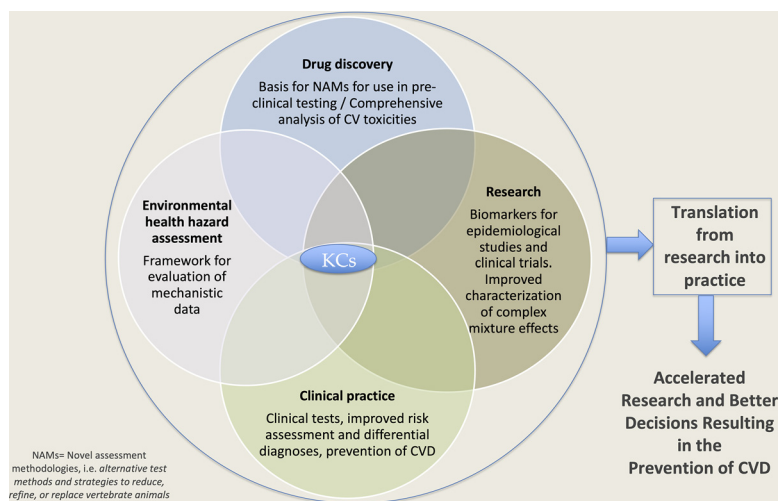 Drug discovery
Basis for NAMs for use in pre-
clinical testing / Comprehensive
analysis of CV toxicities
Environmental
health hazard
assessment
Framework for
evaluation of
mechanistic
data
Research
Biomarkers for
epidemiological
studies and
clinical trials.
Improved
characterization
of complex
mixture effects
KCs
Clinical practice
Clinical tests, improved risk
assessment and differential
diagnoses, prevention of CVD
Translation
from
research into
practice
Accelerated
Research and Better
Decisions Resulting
in the
Prevention of CVD
NAMs= Novel assessment
methodologies, i.e. alternative test
methods and strategies to reduce,
refine, or replace vertebrate animals